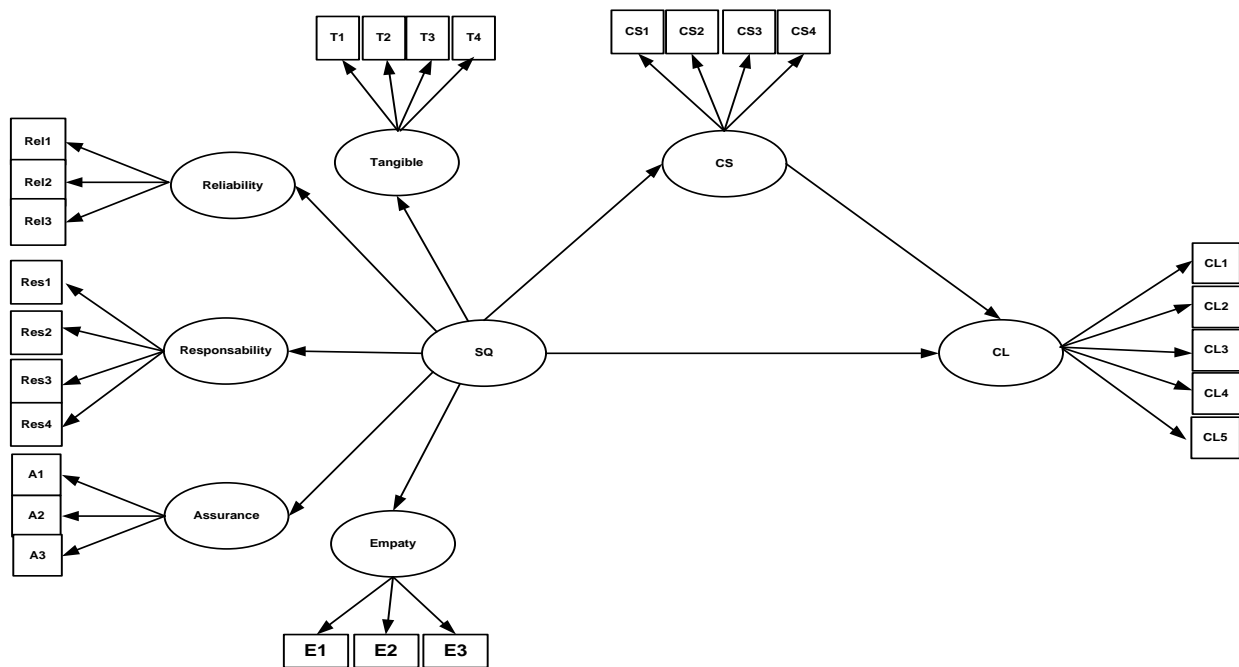 T1
T2
T3
T4
CS1
CS2
CS3
CS4
Rel1
Rel2
Rel3
Reliability
Tangible
CS
Res1
Res2
Res3
Res4
Responsability
SQ
CL
CL1
CL2
CL3
CL4
CL5
A1
A2
A3
Assurance
Empaty
E1
E2
E3